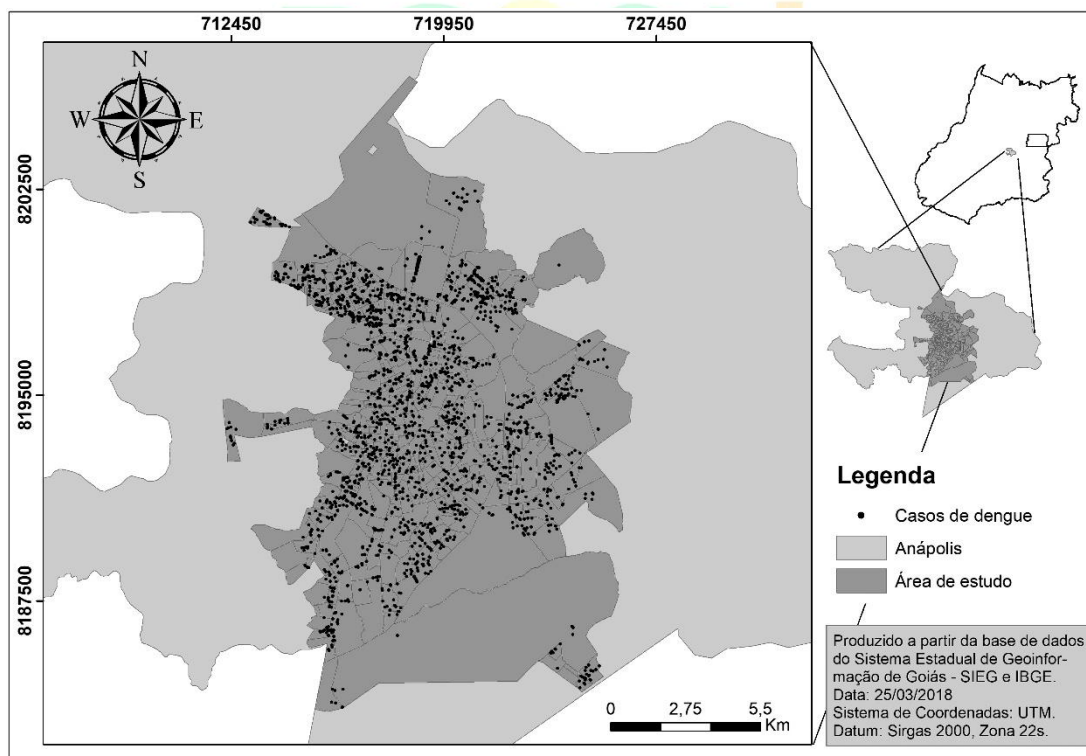 712450
719950
727450
N
W
E
S
8202500
8195000
8187500
Legenda
Casos de dengue
Anápolis
Área de estudo
Produzido a partir da base de dados
do Sistema Estadual de Geoinfor-
mação de Goiás - SIEG e IBGE.
Data: 25/03/2018
Sistema de Coordenadas: UTM.
Datum: Sirgas 2000, Zona 22s.
0
2,75
5,5
Km